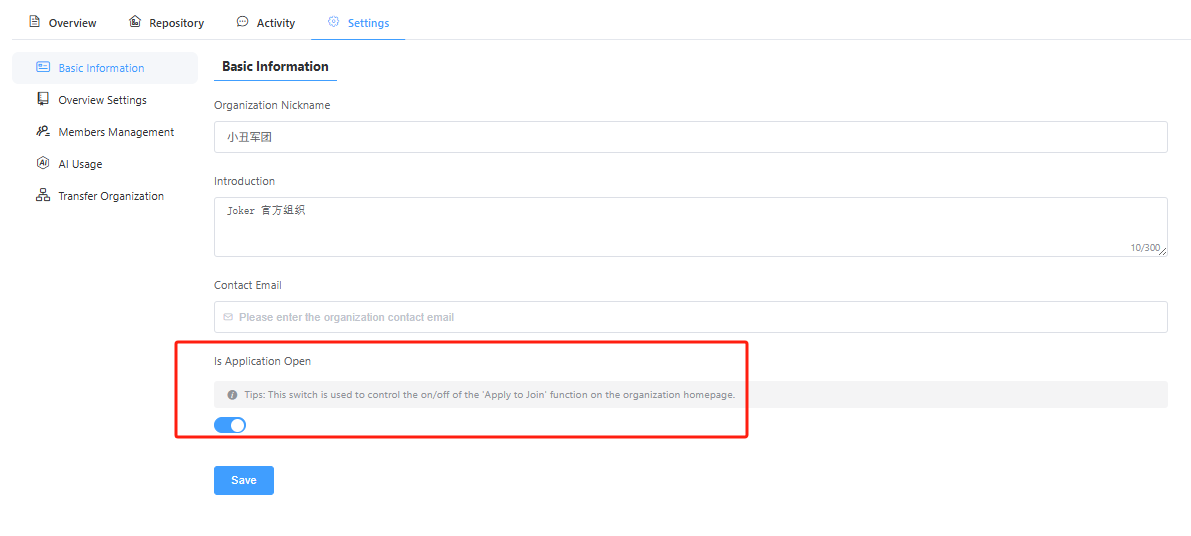 Overview Repository Activity Settings
Basic Information
Overview Settings
Members Management
AI Usage
Transfer Organization
Basic Information
Organization Nickname
小丑军团
Introduction
Joker 官方组织
10/300
Contact Email
Please enter the organization contact email
Is Application Open
Tips: This switch is used to control the on/off of the 'Apply to Join' function on the organization homepage.
Save